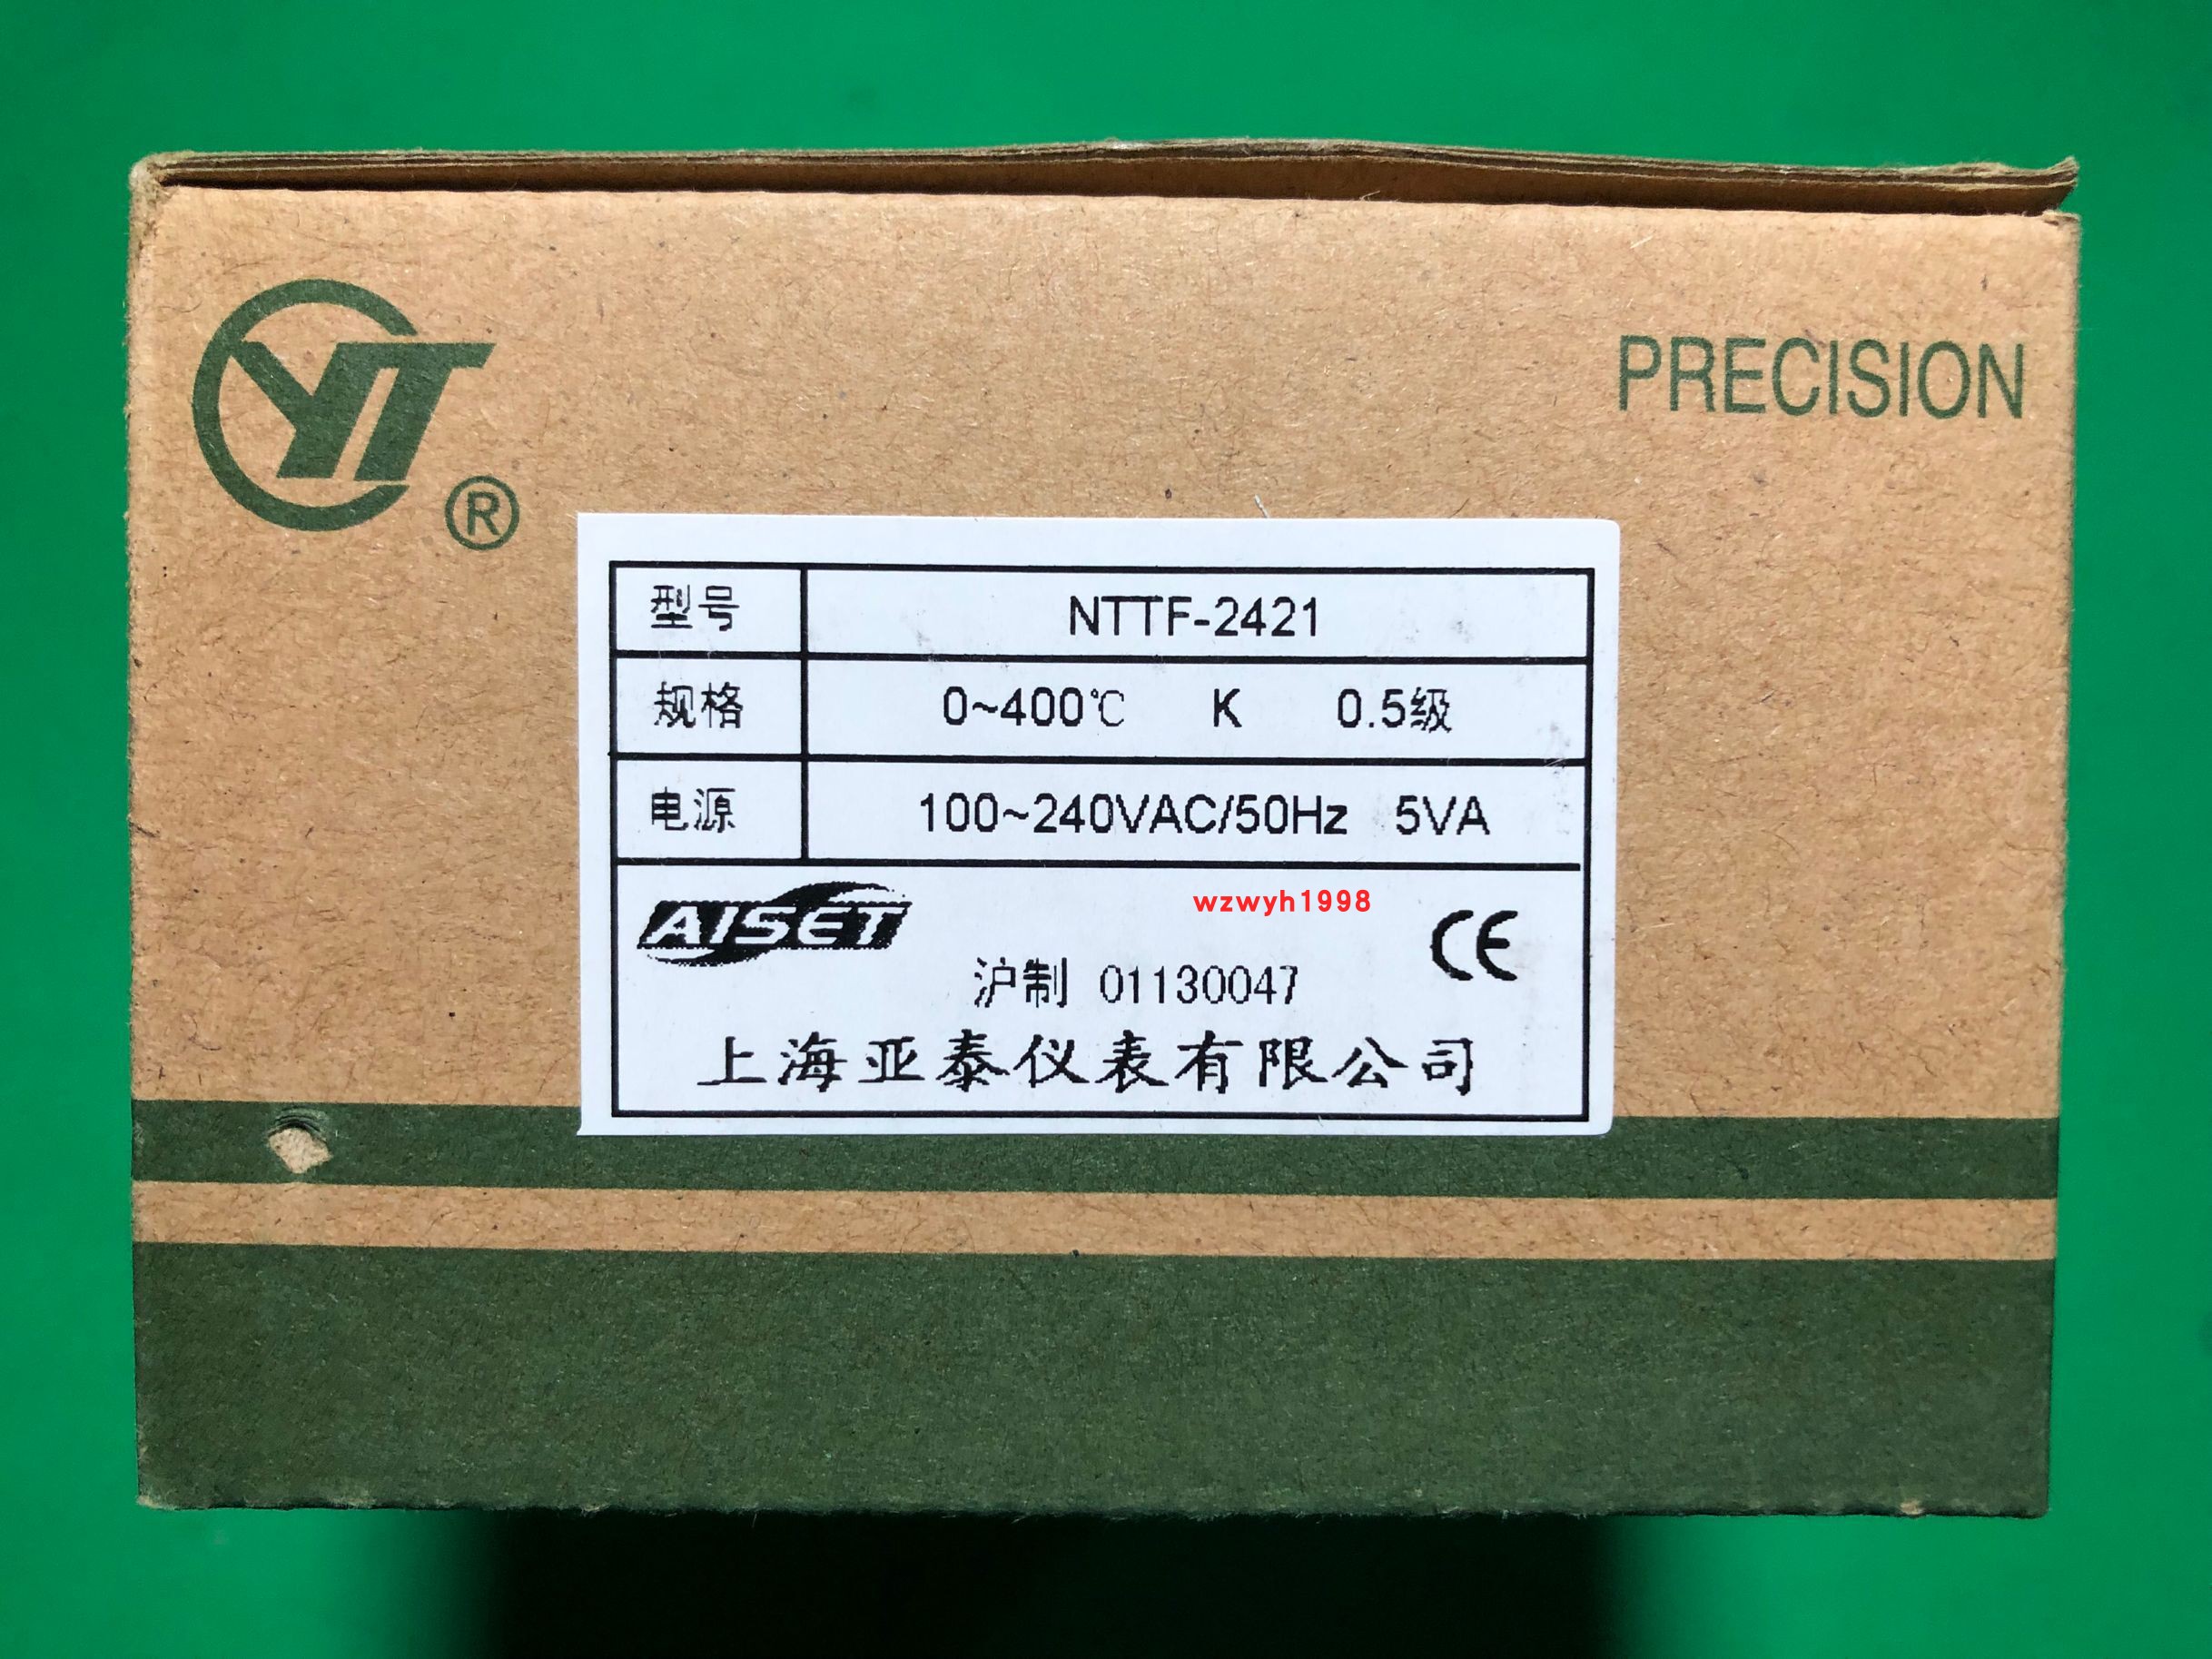 YT
®
PRECISION
型号 NTTF-2421
规格 0~400℃ K 0.5级
电源 100~240VAC/50Hz 5VA
AISET
wzwyh1998
CE
沪制 01130047
上海亚泰仪表有限公司